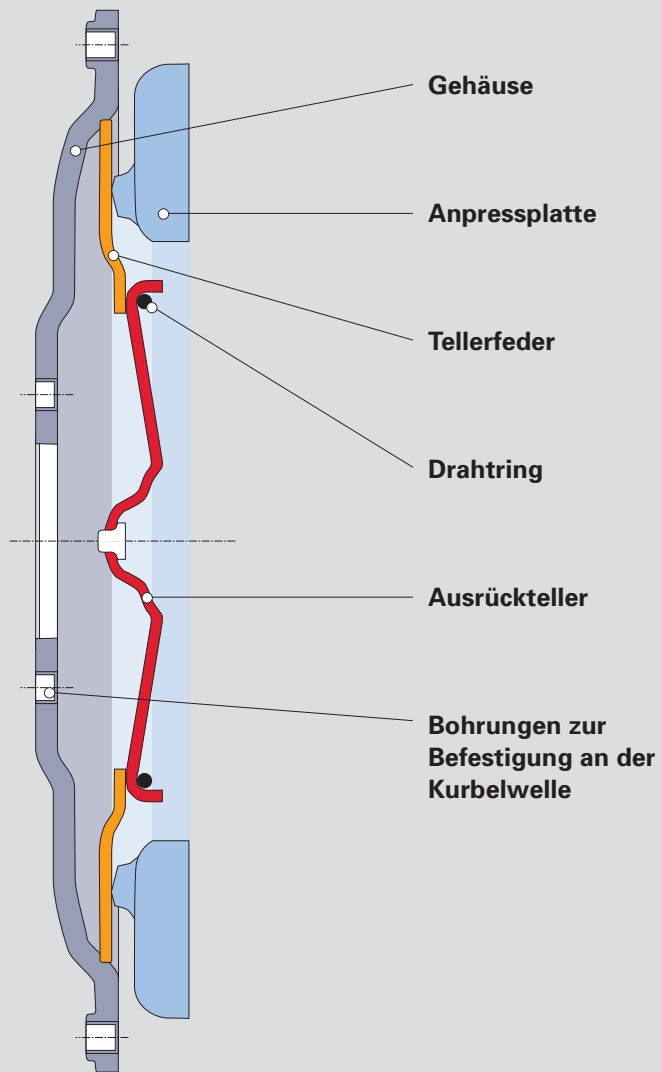 Gehäuse
Anpressplatte
Tellerfeder
Drahtring
Ausrückteller
Bohrungen zur
Befestigung an der
Kurbelwelle